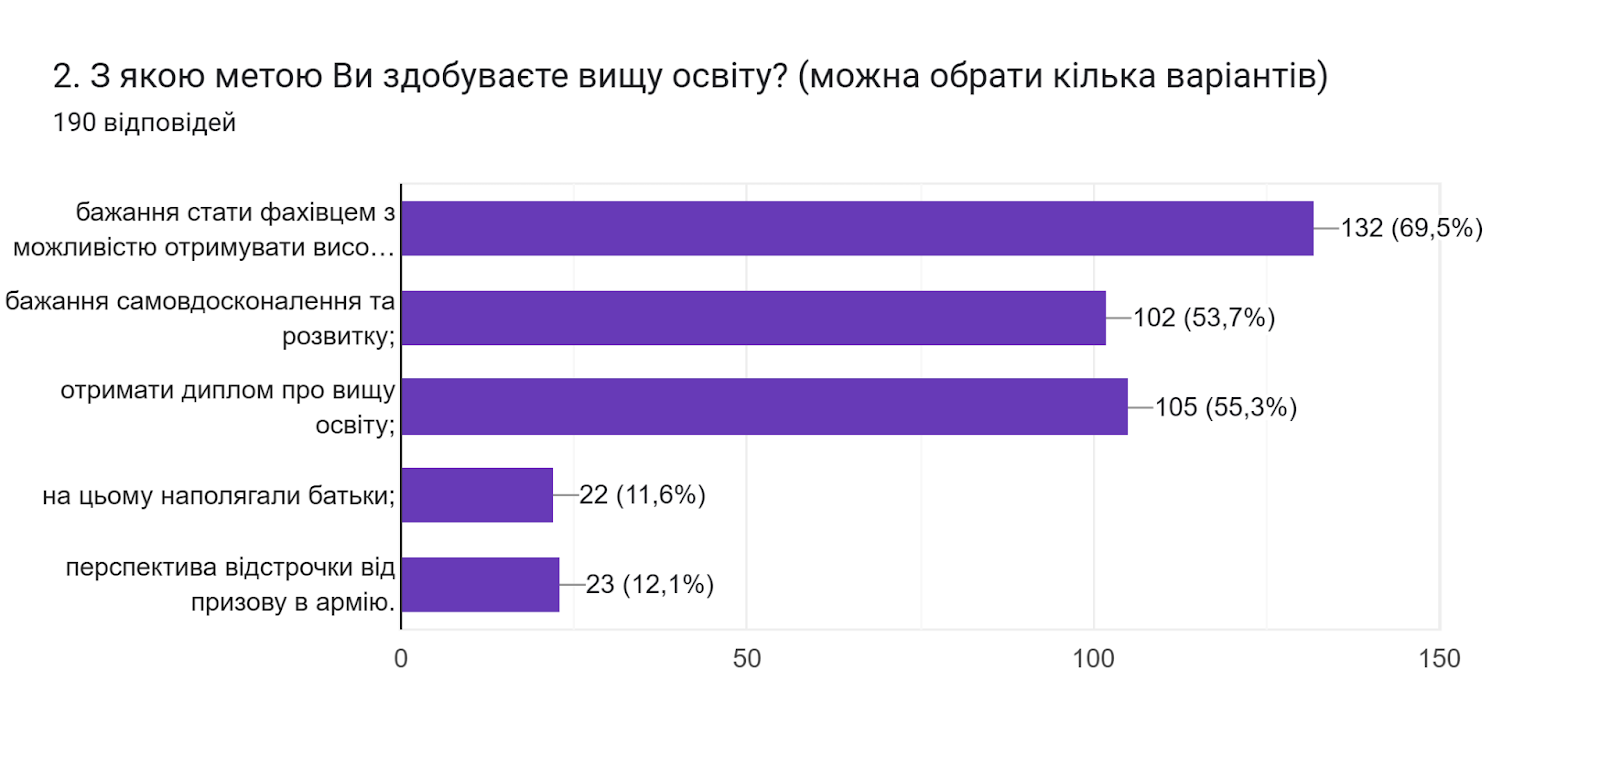 2. З якою метою Ви здобуваєте вищу освіту? (можна обрати кілька варіантів)
190 відповідей
бажання стати фахівцем з
можливістю отримувати висо…
132 (69,5%)
бажання самовдосконалення та
розвитку;
102 (53,7%)
отримати диплом про вищу
освіту;
105 (55,3%)
на цьому наполягали батьки;
22 (11,6%)
перспектива відстрочки від
призову в армію.
23 (12,1%)
0 50 100 150